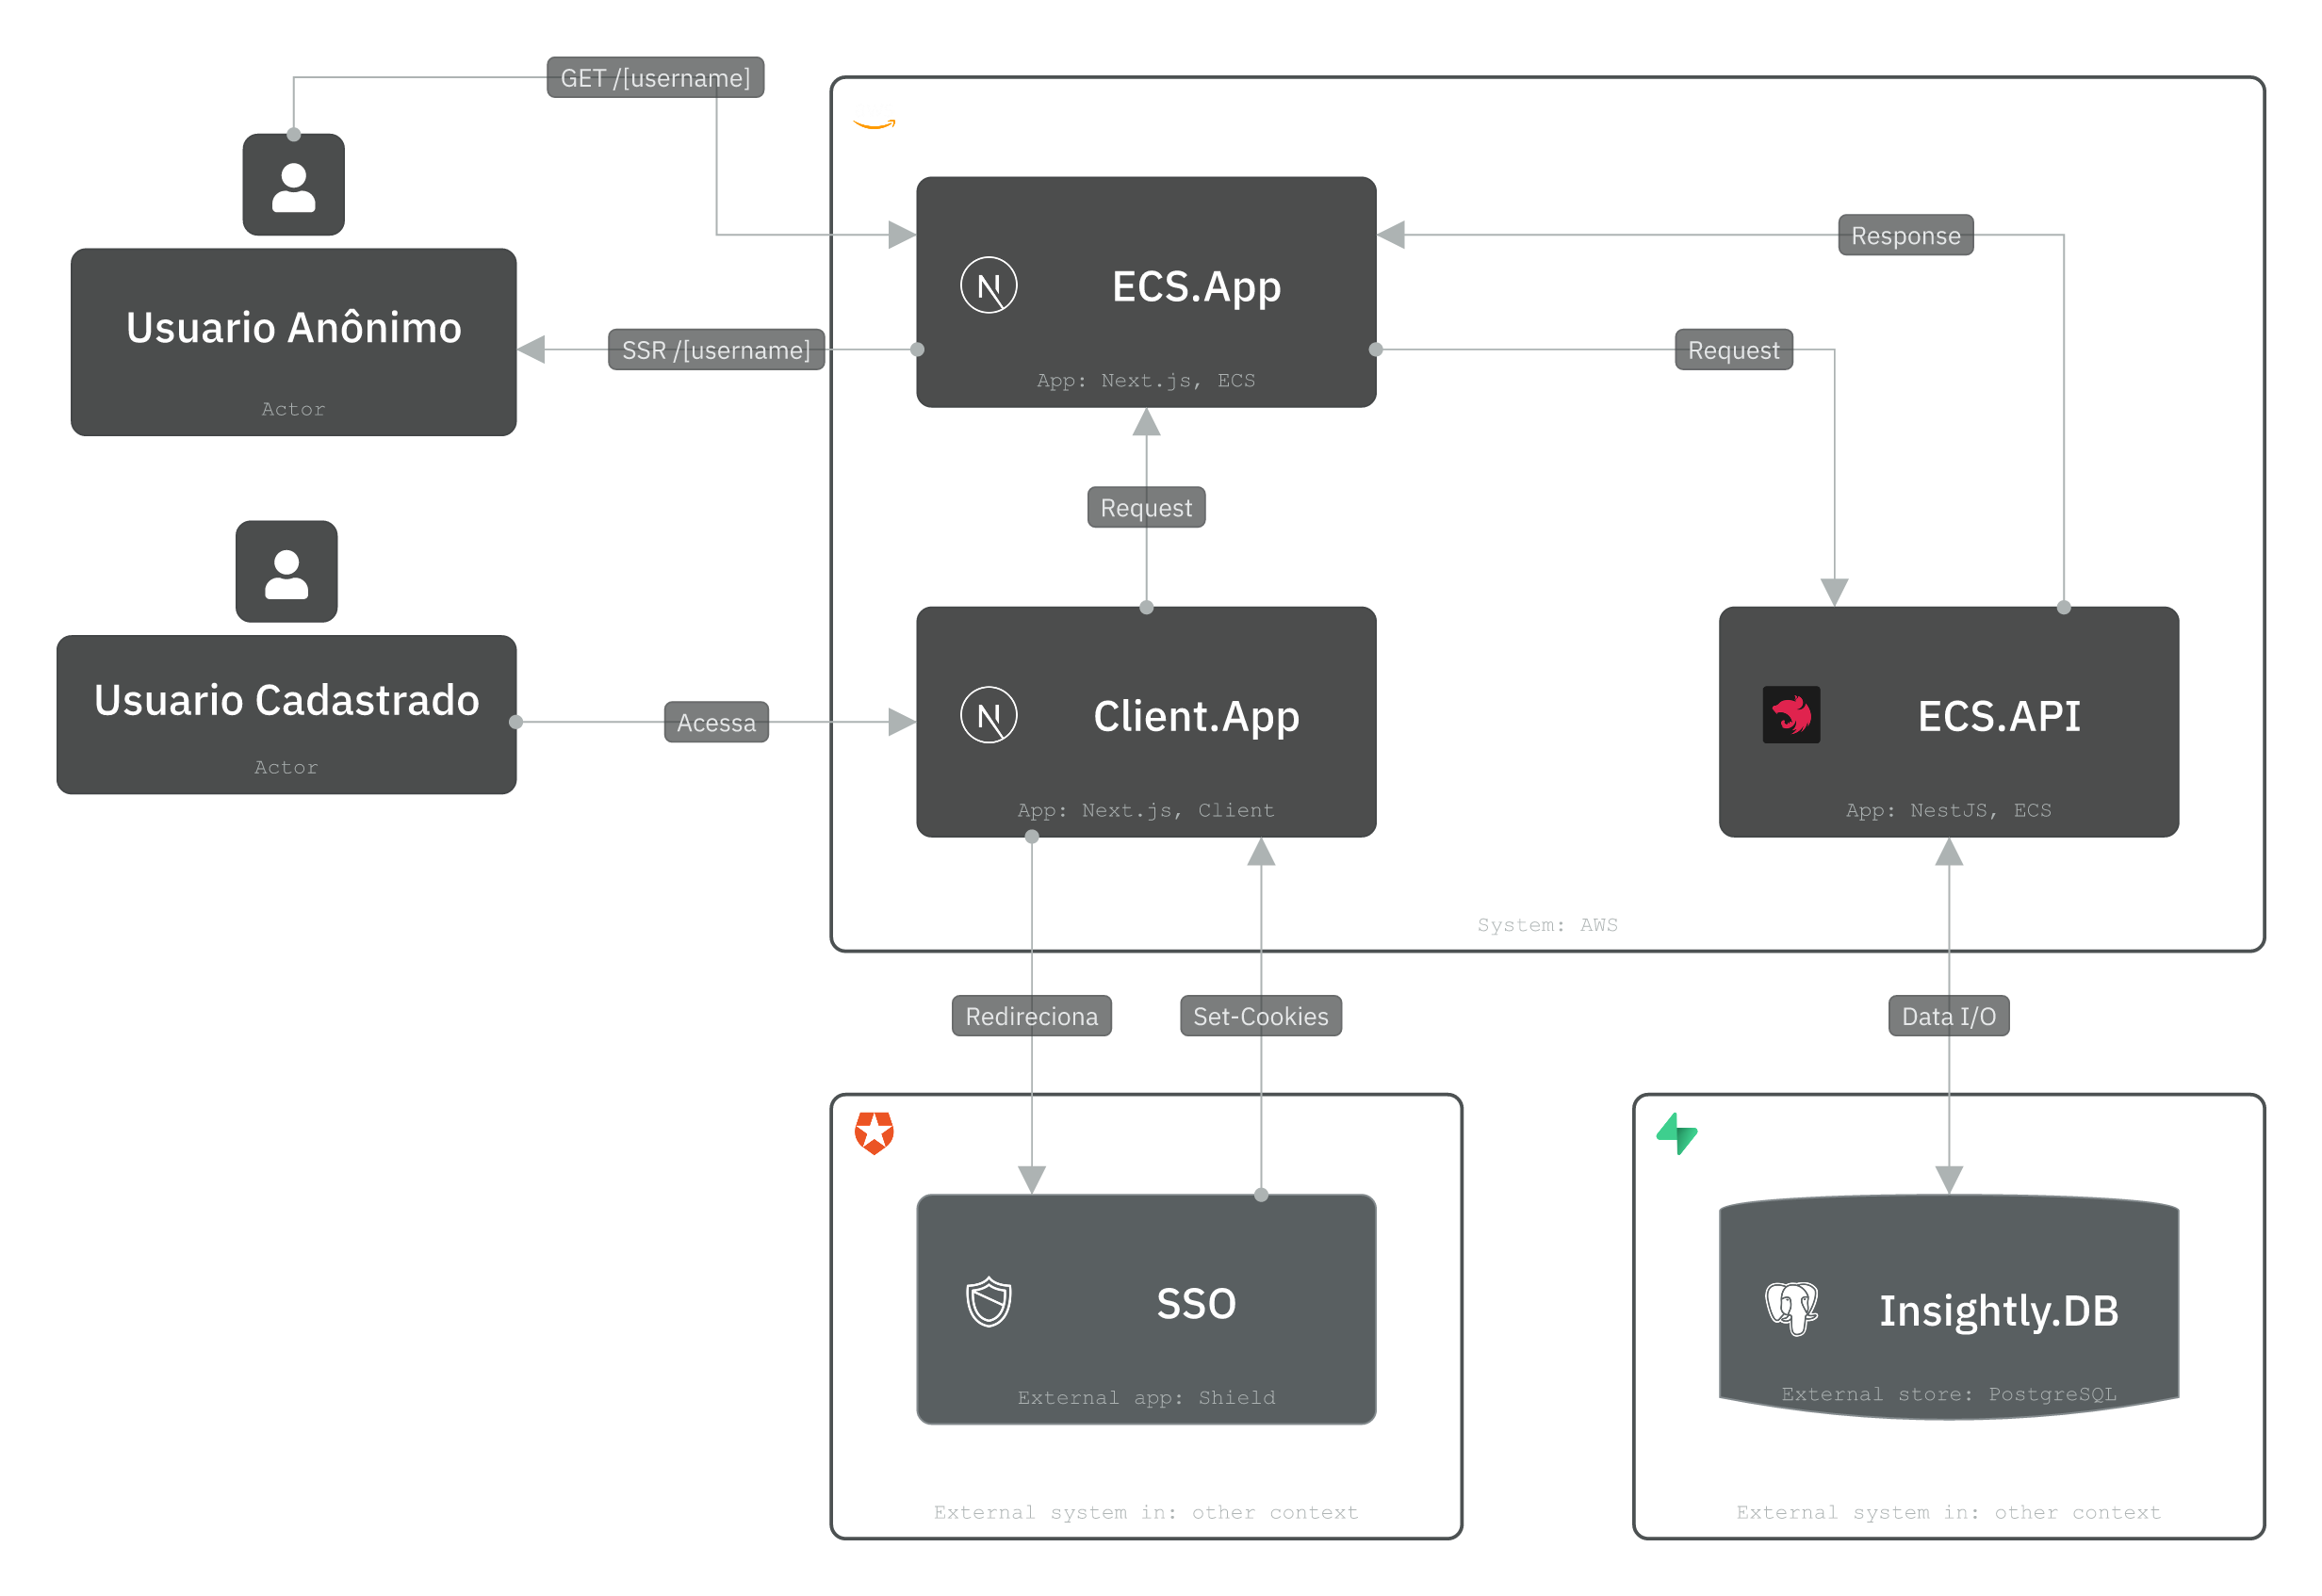 GET /[username]
Usuario Anônimo
Actor
SSR /[username]
ECS.App
App: Next.js, ECS
Response
Request
Request
Usuario Cadastrado
Actor
Acessa
Client.App
App: Next.js, Client
ECS.API
App: NestJS, ECS
System: AWS
Redireciona
Set-Cookies
Data I/O
SSO
External app: Shield
External system in: other context
Insightly.DB
External store: PostgreSQL
External system in: other context